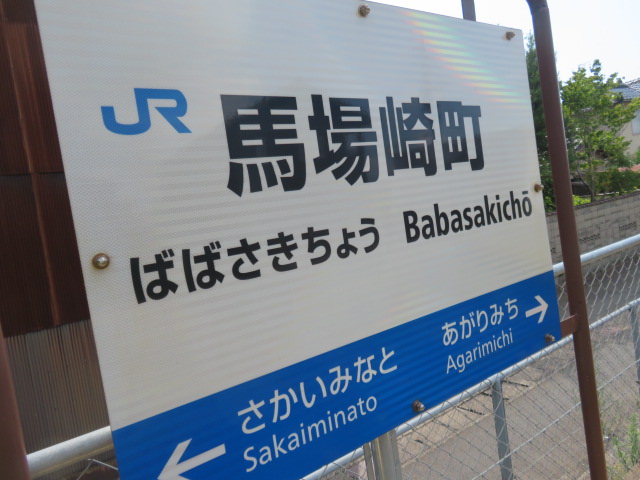 JR 馬場崎町
ばばさきちょう Babasakichō
さかいみなと あがりみち
Sakaiminato Agarimichi
← →